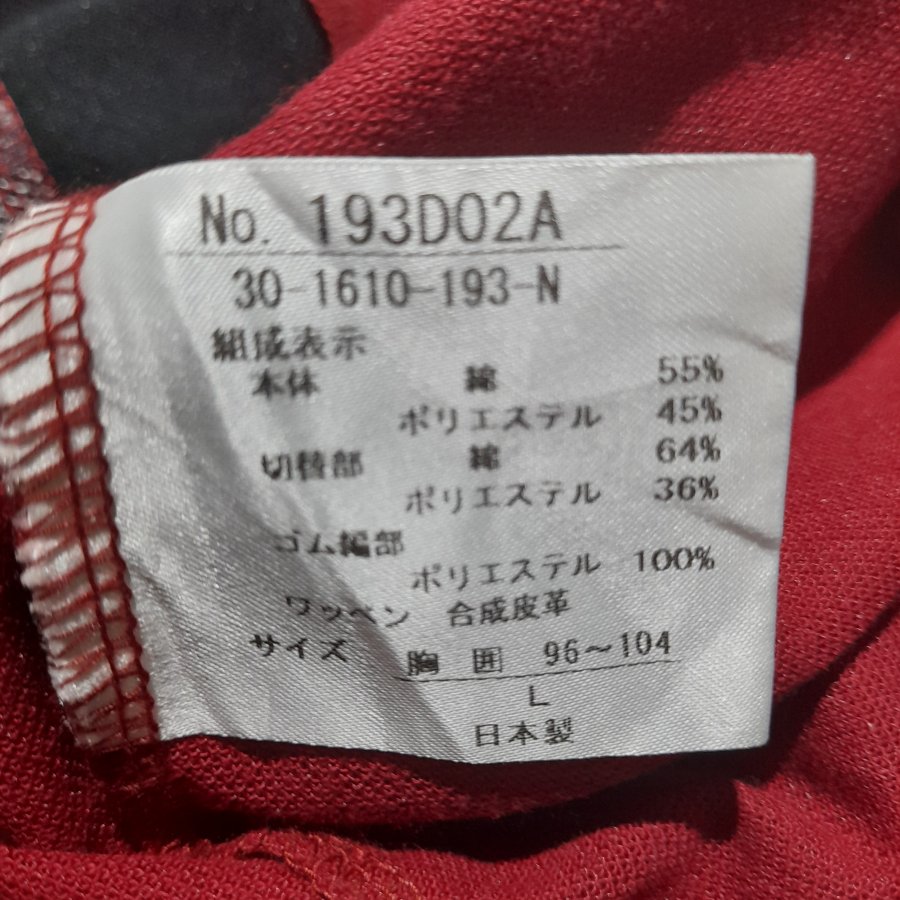 No. 193D02A
30-1610-193-N
組成表示
本体 綿 55%
ポリエステル 45%
切替部 綿 64%
ポリエステル 36%
ゴム編部
ポリエステル 100%
ワッペン 合成皮革
サイズ 胸囲 96～104
L
日本製